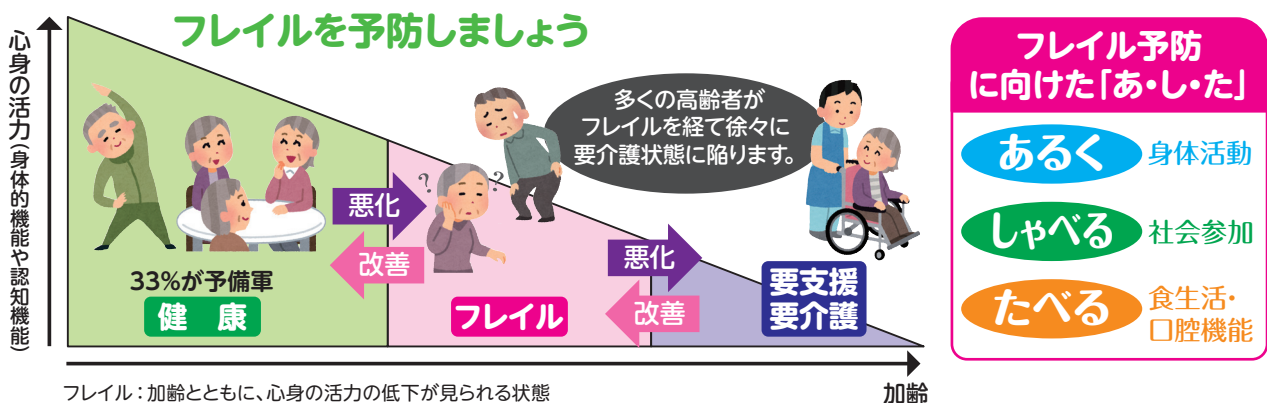 フレイルを予防しましょう
心身の活力(身体的機能や認知機能)
多くの高齢者が
フレイルを経て徐々に
要介護状態に陥ります。
?
?
悪化
改善
悪化
改善
33%が予備軍
健 康
フレイル
要支援
要介護
加齢
フレイル:加齢とともに、心身の活力の低下が見られる状態
フレイル予防
に向けた「あ・し・た」
あるく 身体活動
しゃべる 社会参加
たべる 食生活・
口腔機能